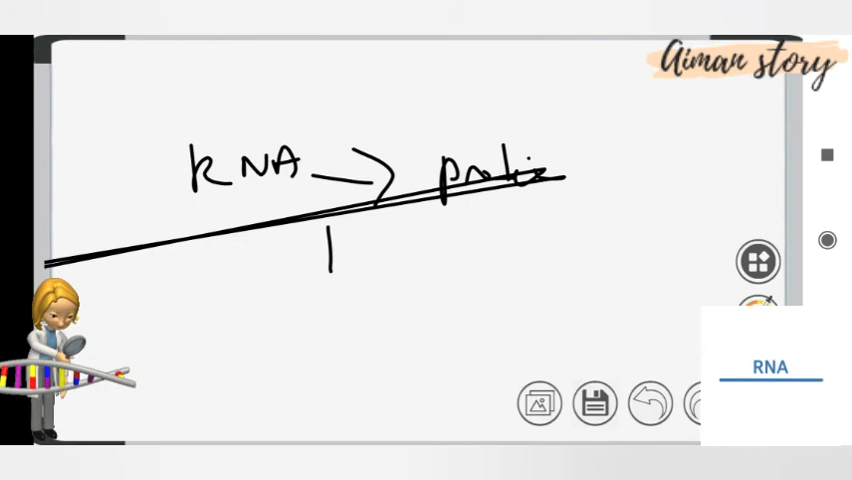 Aiman story
RNA → protein
RNA